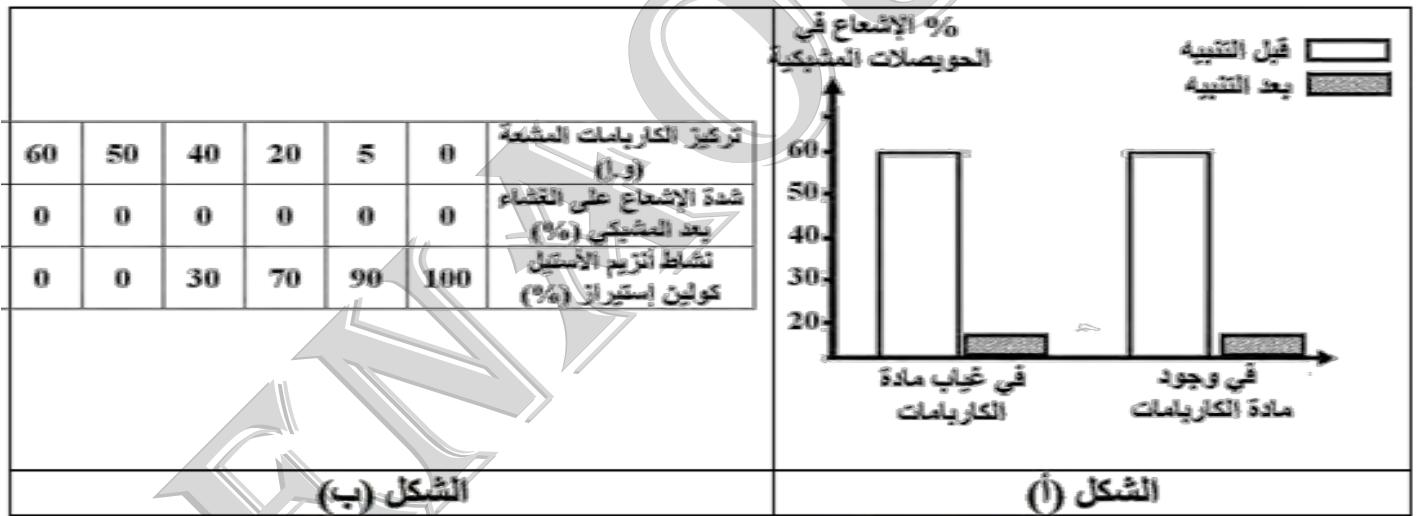 % الإشعاع في
الحويصلات المشبكية
قبل التنبيه
بعد التنبيه
60
50
40
30
20
في وجود
مادة الكاربامات
في غياب مادة
الكاربامات
الشكل (أ)
تركيز الكاربامات المشعة
(و.إ)
0 5 20 40 50 60
شدة الإشعاع على الغشاء
بعد المشبكي (%)
0 0 0 0 0 0
نشاط أنزيم الأستيل
كولين إستيراز (%)
100 90 70 30 0 0
الشكل (ب)